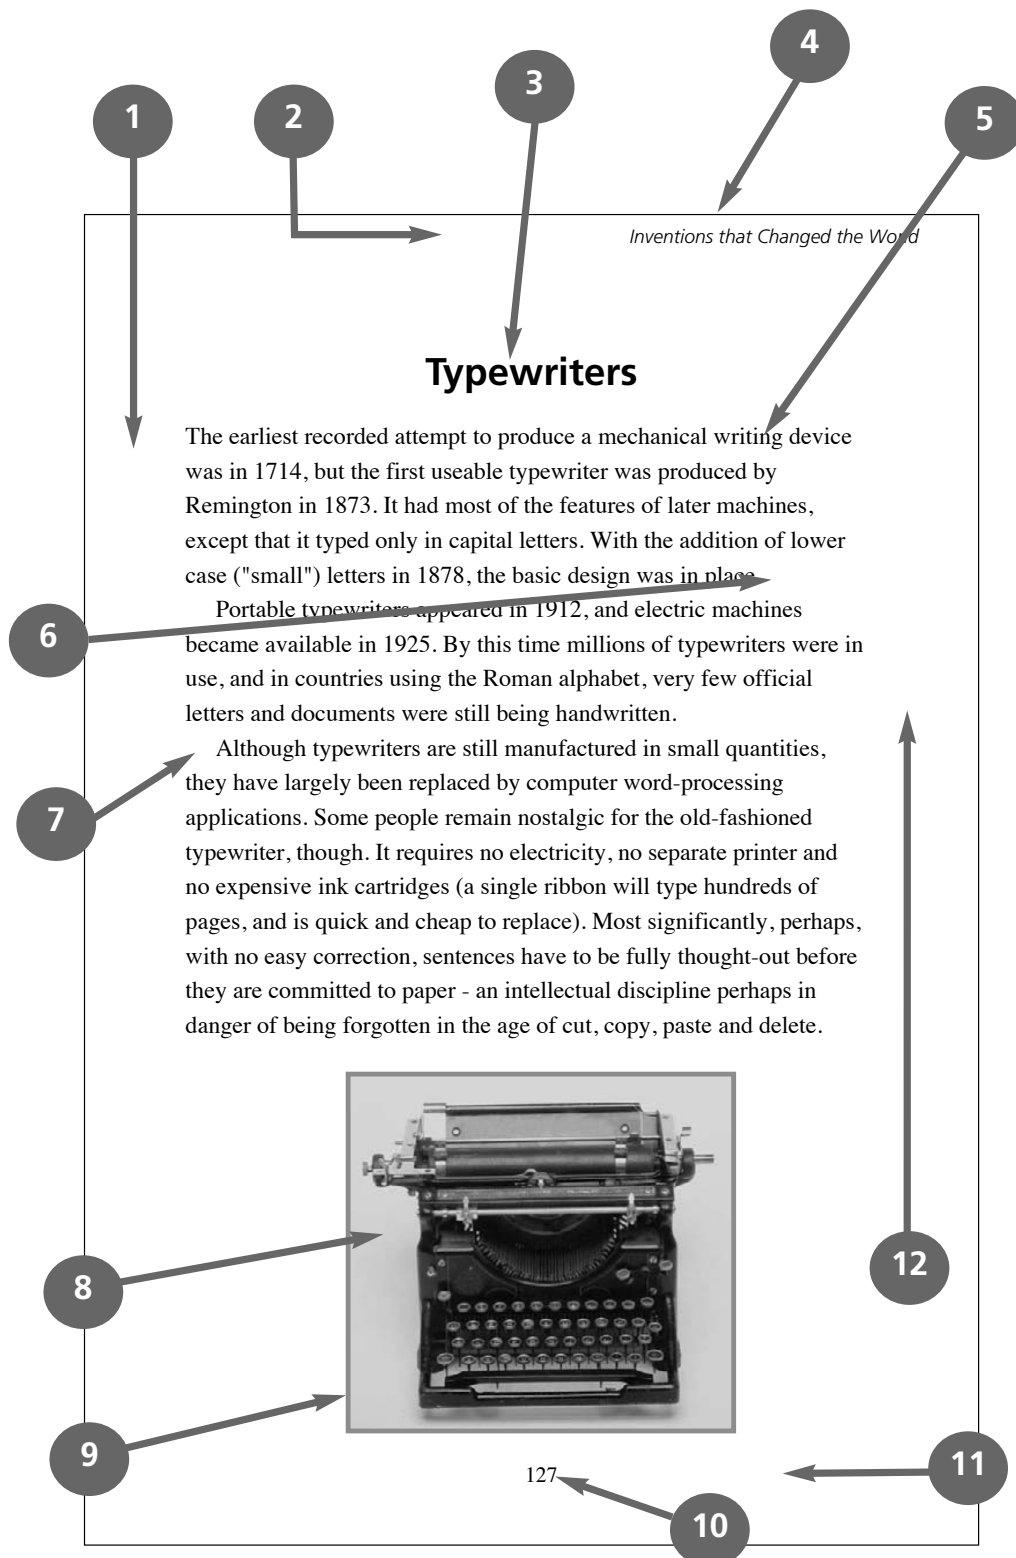 4
3
1
2
5
Inventions that Changed the World
Typewriters
The earliest recorded attempt to produce a mechanical writing device
was in 1714, but the first useable typewriter was produced by
Remington in 1873. It had most of the features of later machines,
except that it typed only in capital letters. With the addition of lower
case ("small") letters in 1878, the basic design was in place.
Portable typewriters appeared in 1912, and electric machines
6
became available in 1925. By this time millions of typewriters were in
use, and in countries using the Roman alphabet, very few official
letters and documents were still being handwritten.
Although typewriters are still manufactured in small quantities,
they have largely been replaced by computer word-processing
7
applications. Some people remain nostalgic for the old-fashioned
typewriter, though. It requires no electricity, no separate printer and
no expensive ink cartridges (a single ribbon will type hundreds of
pages, and is quick and cheap to replace). Most significantly, perhaps,
with no easy correction, sentences have to be fully thought-out before
they are committed to paper - an intellectual discipline perhaps in
danger of being forgotten in the age of cut, copy, paste and delete.
12
8
9
11
127
10